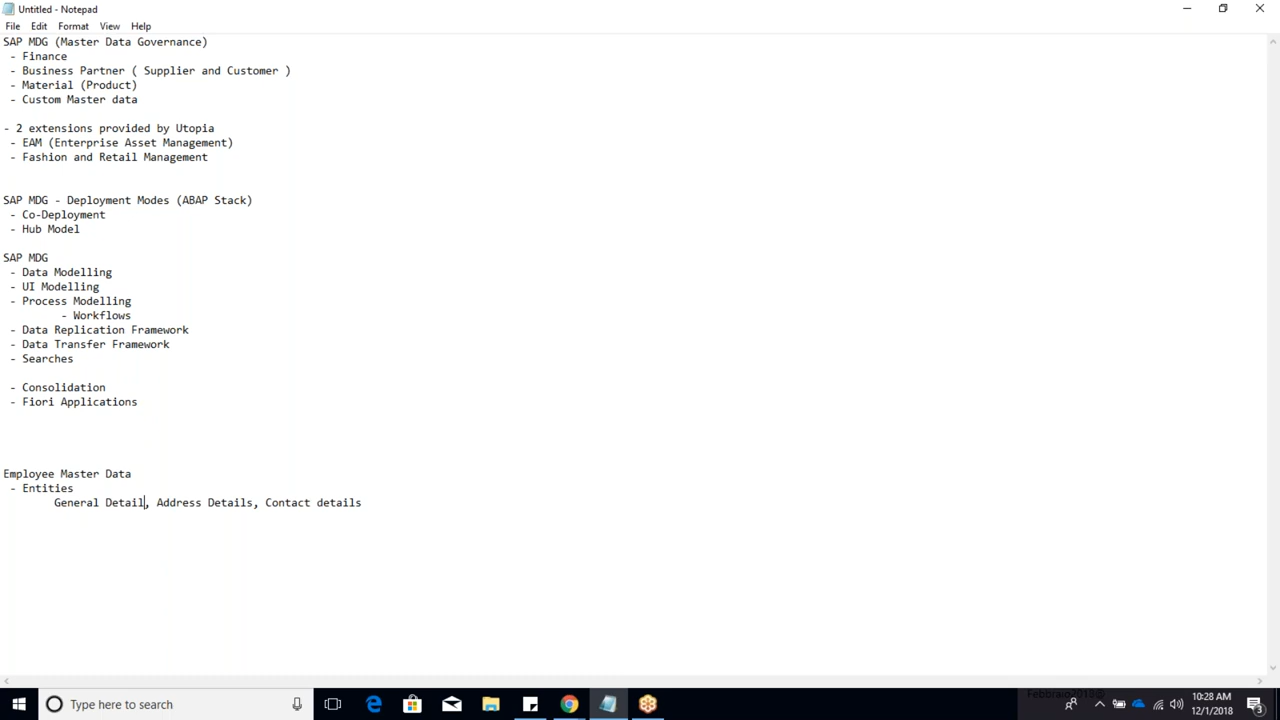 Untitled - Notepad
File Edit Format View Help
SAP MDG (Master Data Governance)
- Finance
- Business Partner ( Supplier and Customer )
- Material (Product)
- Custom Master data
- 2 extensions provided by Utopia
- EAM (Enterprise Asset Management)
- Fashion and Retail Management
SAP MDG - Deployment Modes (ABAP Stack)
- Co-Deployment
- Hub Model
SAP MDG
- Data Modelling
- UI Modelling
- Process Modelling
- Workflows
- Data Replication Framework
- Data Transfer Framework
- Searches
- Consolidation
- Fiori Applications
Employee Master Data
- Entities
General Detail, Address Details, Contact details
Type here to search
10:28 AM
12/1/2018
3